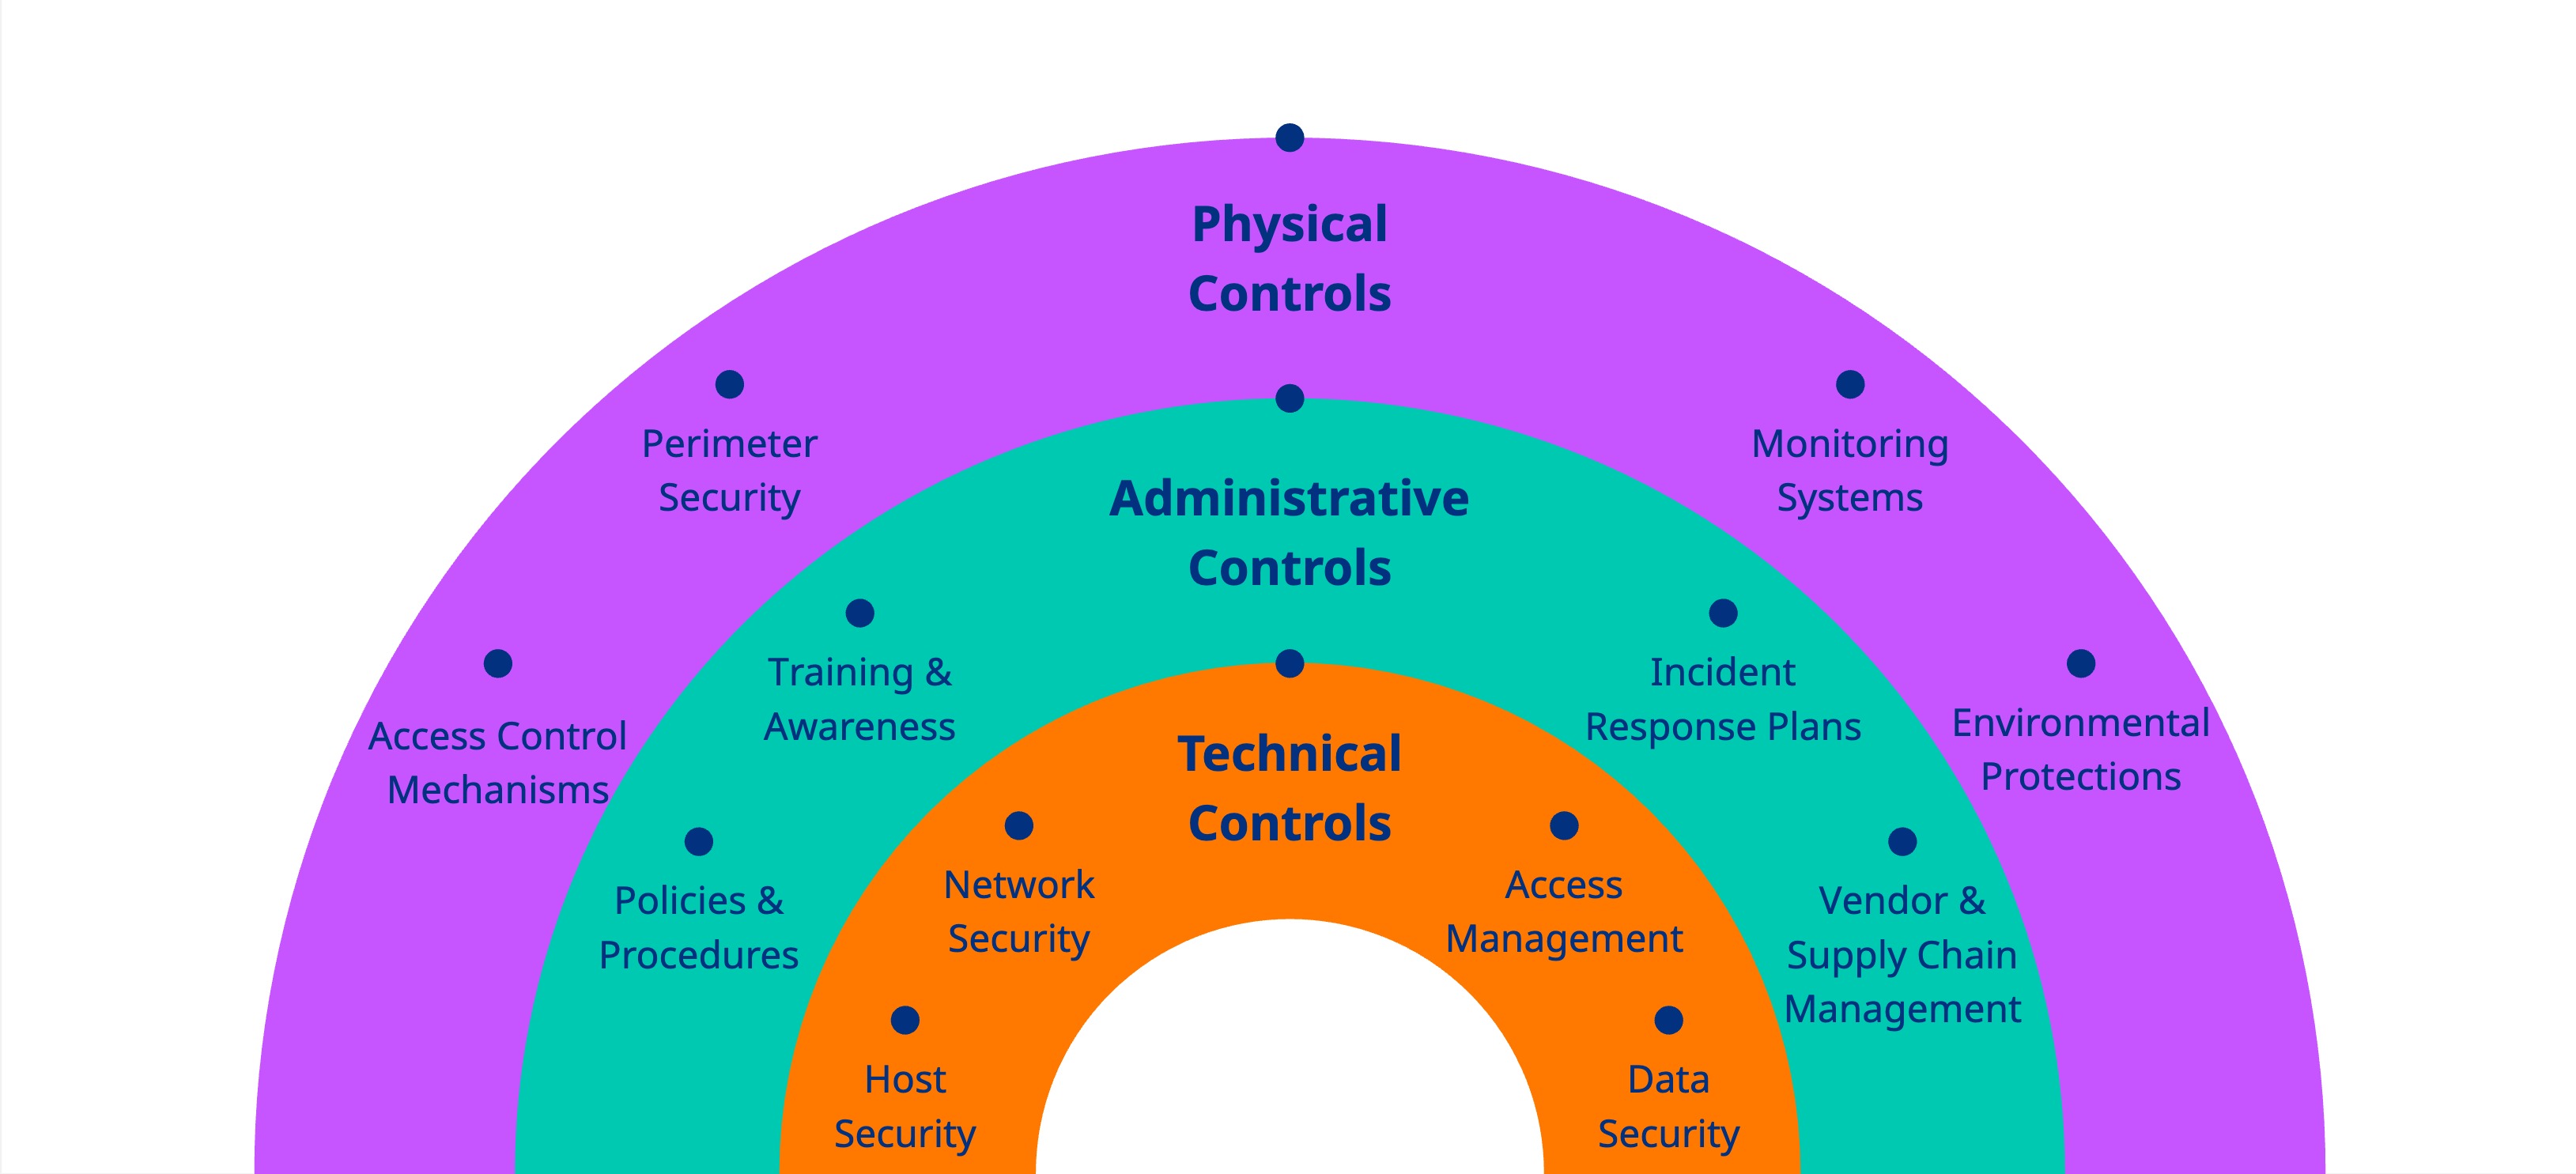 Physical
Controls
Perimeter
Security
Monitoring
Systems
Access Control
Mechanisms
Environmental
Protections
Administrative
Controls
Training &
Awareness
Incident
Response Plans
Policies &
Procedures
Vendor &
Supply Chain
Management
Technical
Controls
Network
Security
Access
Management
Host
Security
Data
Security